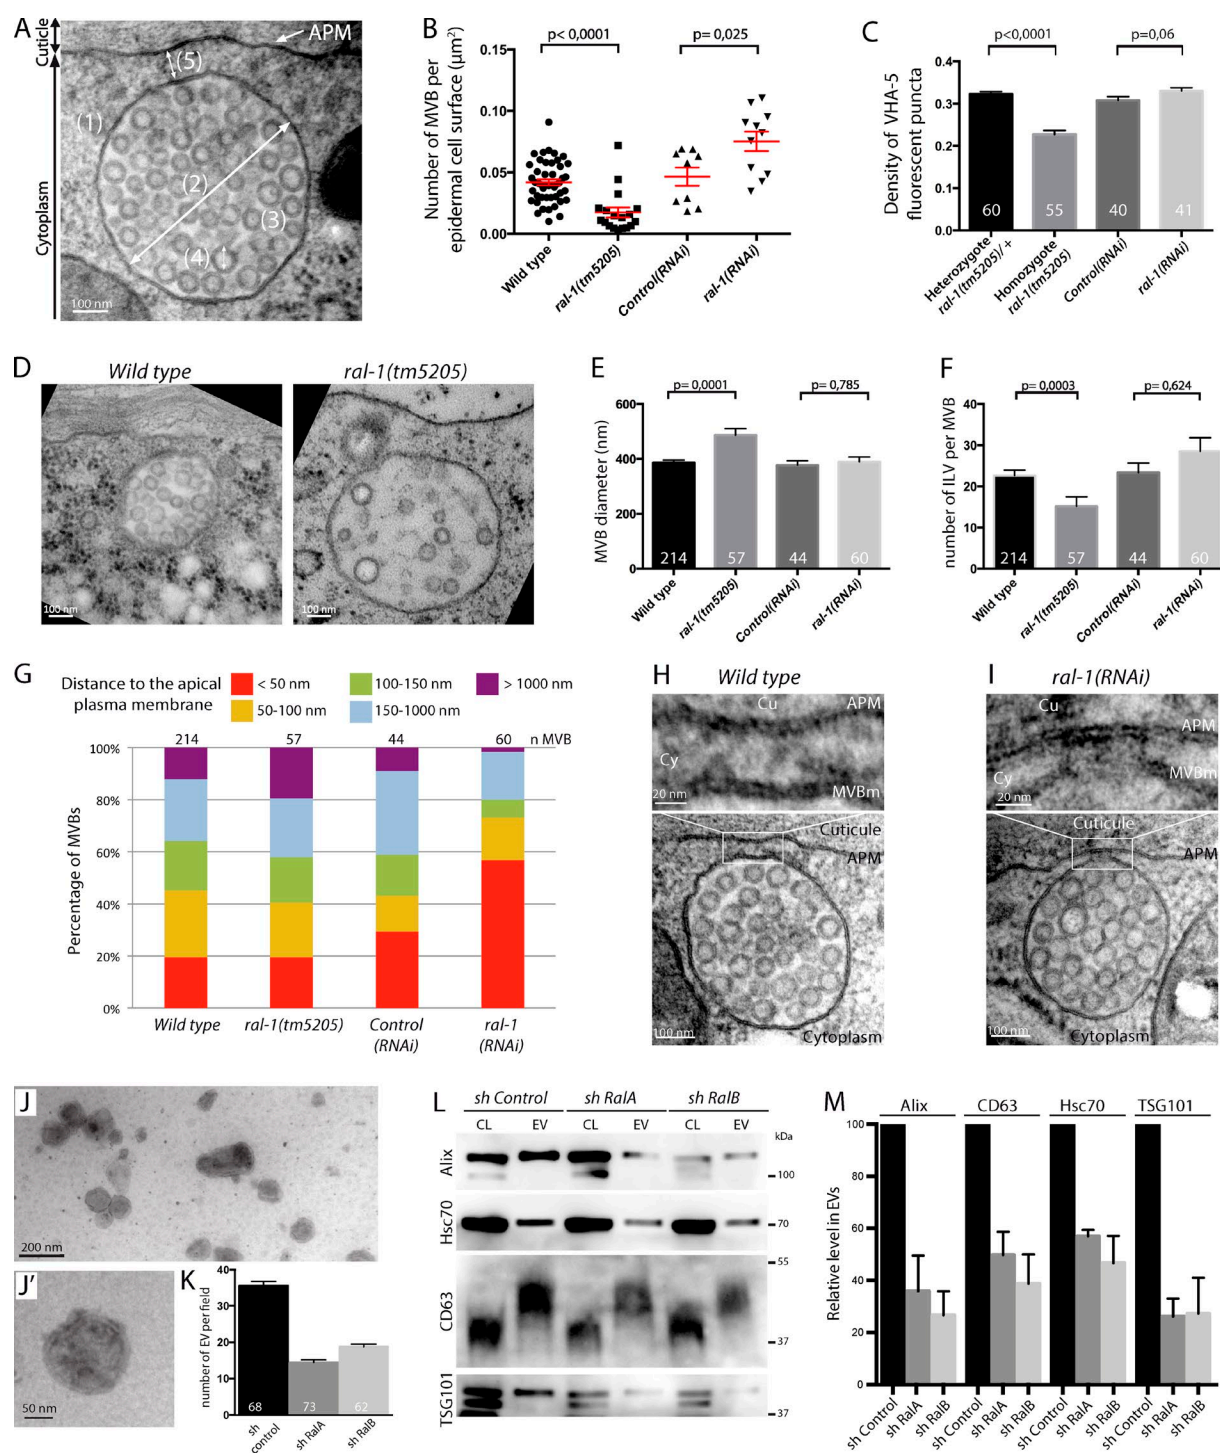 A
Cuticle
APM
(5)
(1)
(2)
(3)
(4)
Cytoplasm
100 nm
B
p< 0,0001
p= 0,025
Number of MVB per
epidermal cell surface (µm²)
0.15
0.10
0.05
0.00
Wild type
ral-1(tm5205)
Control(RNAi)
ral-1(RNAi)
C
p<0,0001
p=0,06
Density of VHA-5
fluorescent puncta
0.4
0.3
0.2
0.1
0.0
60
55
40
41
Heterozygote
ral-1(tm5205)/+
Homozygote
ral-1(tm5205)
Control(RNAi)
ral-1(RNAi)
D
Wild type
ral-1(tm5205)
100 nm
100 nm
E
p= 0,0001
p= 0,785
MVB diameter (nm)
600
400
200
0
214
57
44
60
Wild type
ral-1(tm5205)
Control(RNAi)
ral-1(RNAi)
F
p= 0,0003
p= 0,624
number of ILV per MVB
40
30
20
10
0
214
57
44
60
Wild type
ral-1(tm5205)
Control(RNAi)
ral-1(RNAi)
G
Distance to the apical
plasma membrane
< 50 nm
50-100 nm
100-150 nm
150-1000 nm
> 1000 nm
214
57
44
60
n MVB
Percentage of MVBs
100%
80%
60%
40%
20%
0%
Wild type
ral-1(tm5205)
Control
(RNAi)
ral-1
(RNAi)
H
Wild type
Cu
APM
Cy
MVBm
20 nm
Cuticule
APM
100 nm
Cytoplasm
I
ral-1(RNAi)
Cu
APM
Cy
MVBm
20 nm
Cuticule
APM
100 nm
Cytoplasm
J
200 nm
J'
50 nm
K
number of EV per field
40
30
20
10
0
68
73
62
sh
control
sh RalA
sh RalB
L
sh Control
sh RalA
sh RalB
CL
EV
CL
EV
CL
EV
kDa
Alix
100
Hsc70
70
55
CD63
37
TSG101
37
M
Alix
CD63
Hsc70
TSG101
Relative level in EVs
100
80
60
40
20
0
sh Control
sh RalA
sh RalB
sh Control
sh RalA
sh RalB
sh Control
sh RalA
sh RalB
sh Control
sh RalA
sh RalB